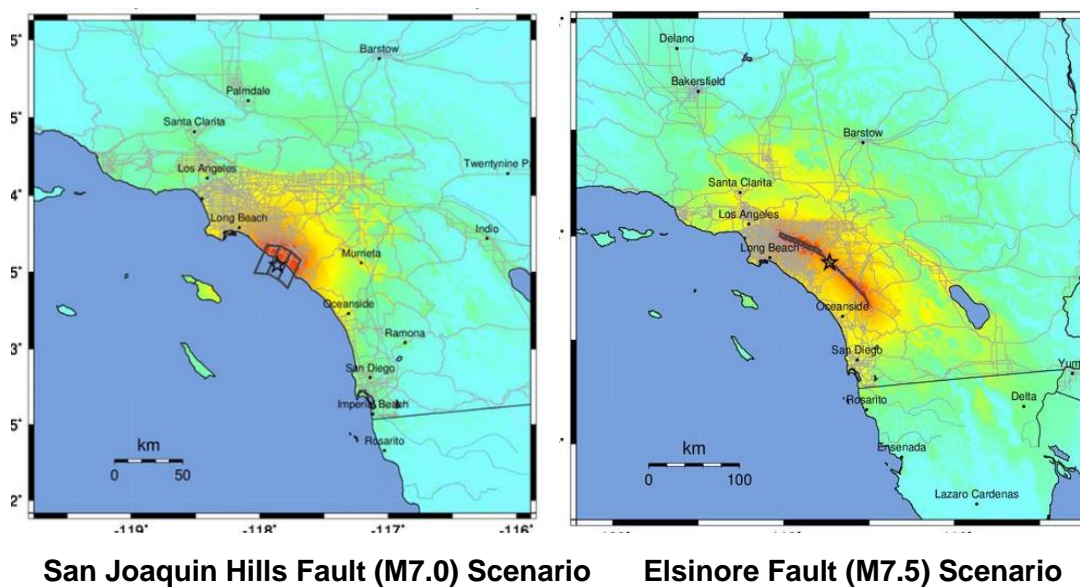 5˚
Barstow
Palmdale
5˚
Santa Clarita
Los Angeles
Twentynine P
4˚
Long Beach
Indio
Murrieta
5˚
Oceanside
Ramona
3˚
San Diego
Imperial Beach
5˚
Rosarito
km
0 50
2˚
-119˚ -118˚ -117˚ -116˚
Delano
Bakersfield
Barstow
Santa Clarita
Los Angeles
Long Beach
Oceanside
San Diego
Yum
Rosarito
Delta
Ensenada
km
0 100
Lazaro Cardenas
San Joaquin Hills Fault (M7.0) Scenario
Elsinore Fault (M7.5) Scenario